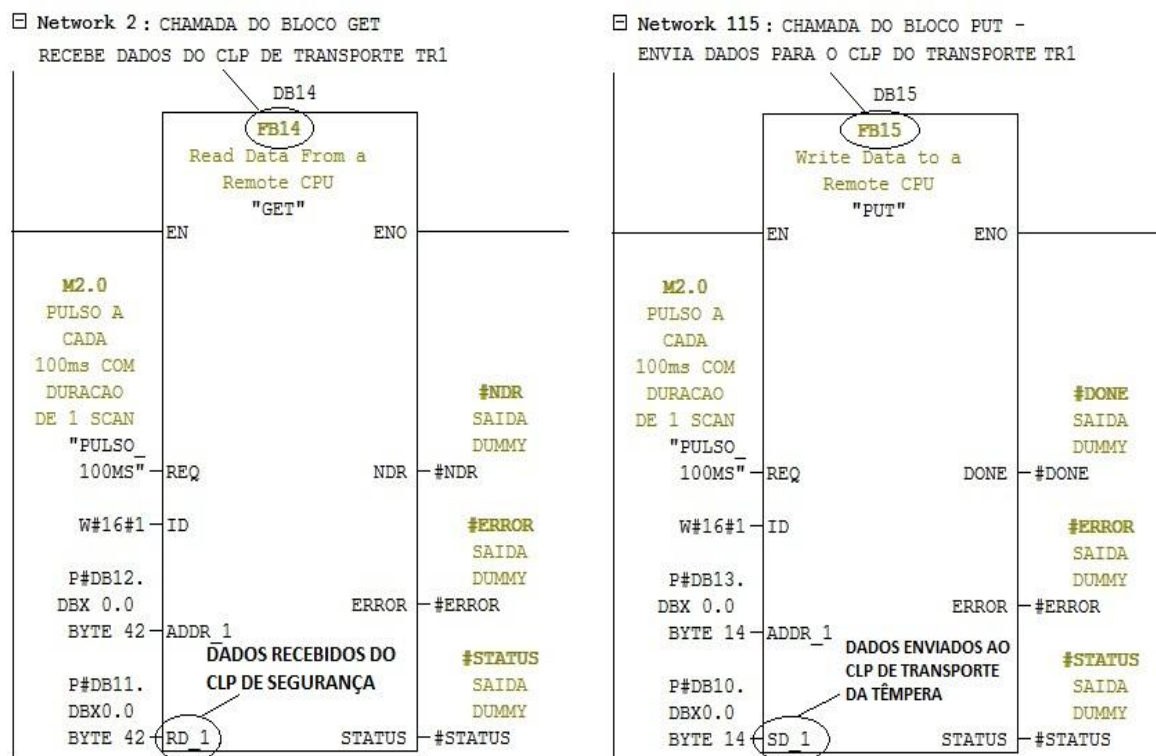 Network 2 : CHAMADA DO BLOCO GET
RECEBE DADOS DO CLP DE TRANSPORTE TR1
DB14
FB14
Read Data From a
Remote CPU
"GET"
EN ENO
M2.0
PULSO A
CADA
100ms COM
DURACAO
DE 1 SCAN
"PULSO_
100MS" REQ
#NDR
SAIDA
DUMMY
NDR #NDR
W#16#1 ID
#ERROR
SAIDA
DUMMY
ERROR #ERROR
P#DB12.
DBX 0.0
BYTE 42 ADDR_1
DADOS RECEBIDOS DO
CLP DE SEGURANÇA
#STATUS
SAIDA
DUMMY
P#DB11.
DBX0.0
BYTE 42 RD_1 STATUS #STATUS
Network 115 : CHAMADA DO BLOCO PUT -
ENVIA DADOS PARA O CLP DO TRANSPORTE TR1
DB15
FB15
Write Data to a
Remote CPU
"PUT"
EN ENO
M2.0
PULSO A
CADA
100ms COM
DURACAO
DE 1 SCAN
"PULSO_
100MS" REQ
#DONE
SAIDA
DUMMY
DONE #DONE
W#16#1 ID
#ERROR
SAIDA
DUMMY
ERROR #ERROR
P#DB13.
DBX 0.0
BYTE 14 ADDR_1
DADOS ENVIADOS AO
CLP DE TRANSPORTE
DA TÊMPERA
#STATUS
SAIDA
DUMMY
P#DB10.
DBX0.0
BYTE 14 SD_1 STATUS #STATUS